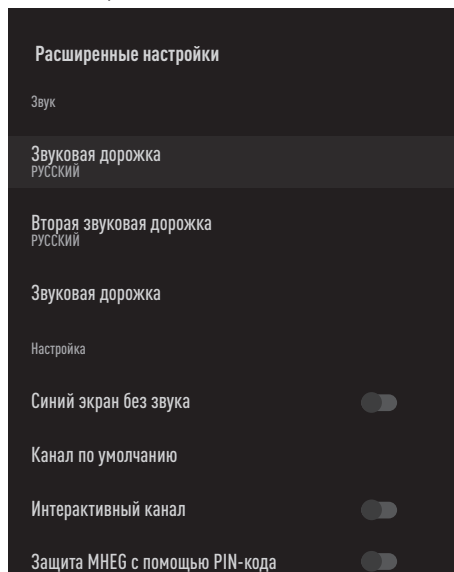 Расширенные настройки
Звук
Звуковая дорожка
РУССКИЙ
Вторая звуковая дорожка
РУССКИЙ
Звуковая дорожка
Настройка
Синий экран без звука
Канал по умолчанию
Интерактивный канал
Защита MHEG с помощью PIN-кода